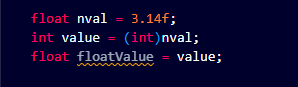 float nval = 3.14f;
int value = (int)nval;
float floatValue = value;